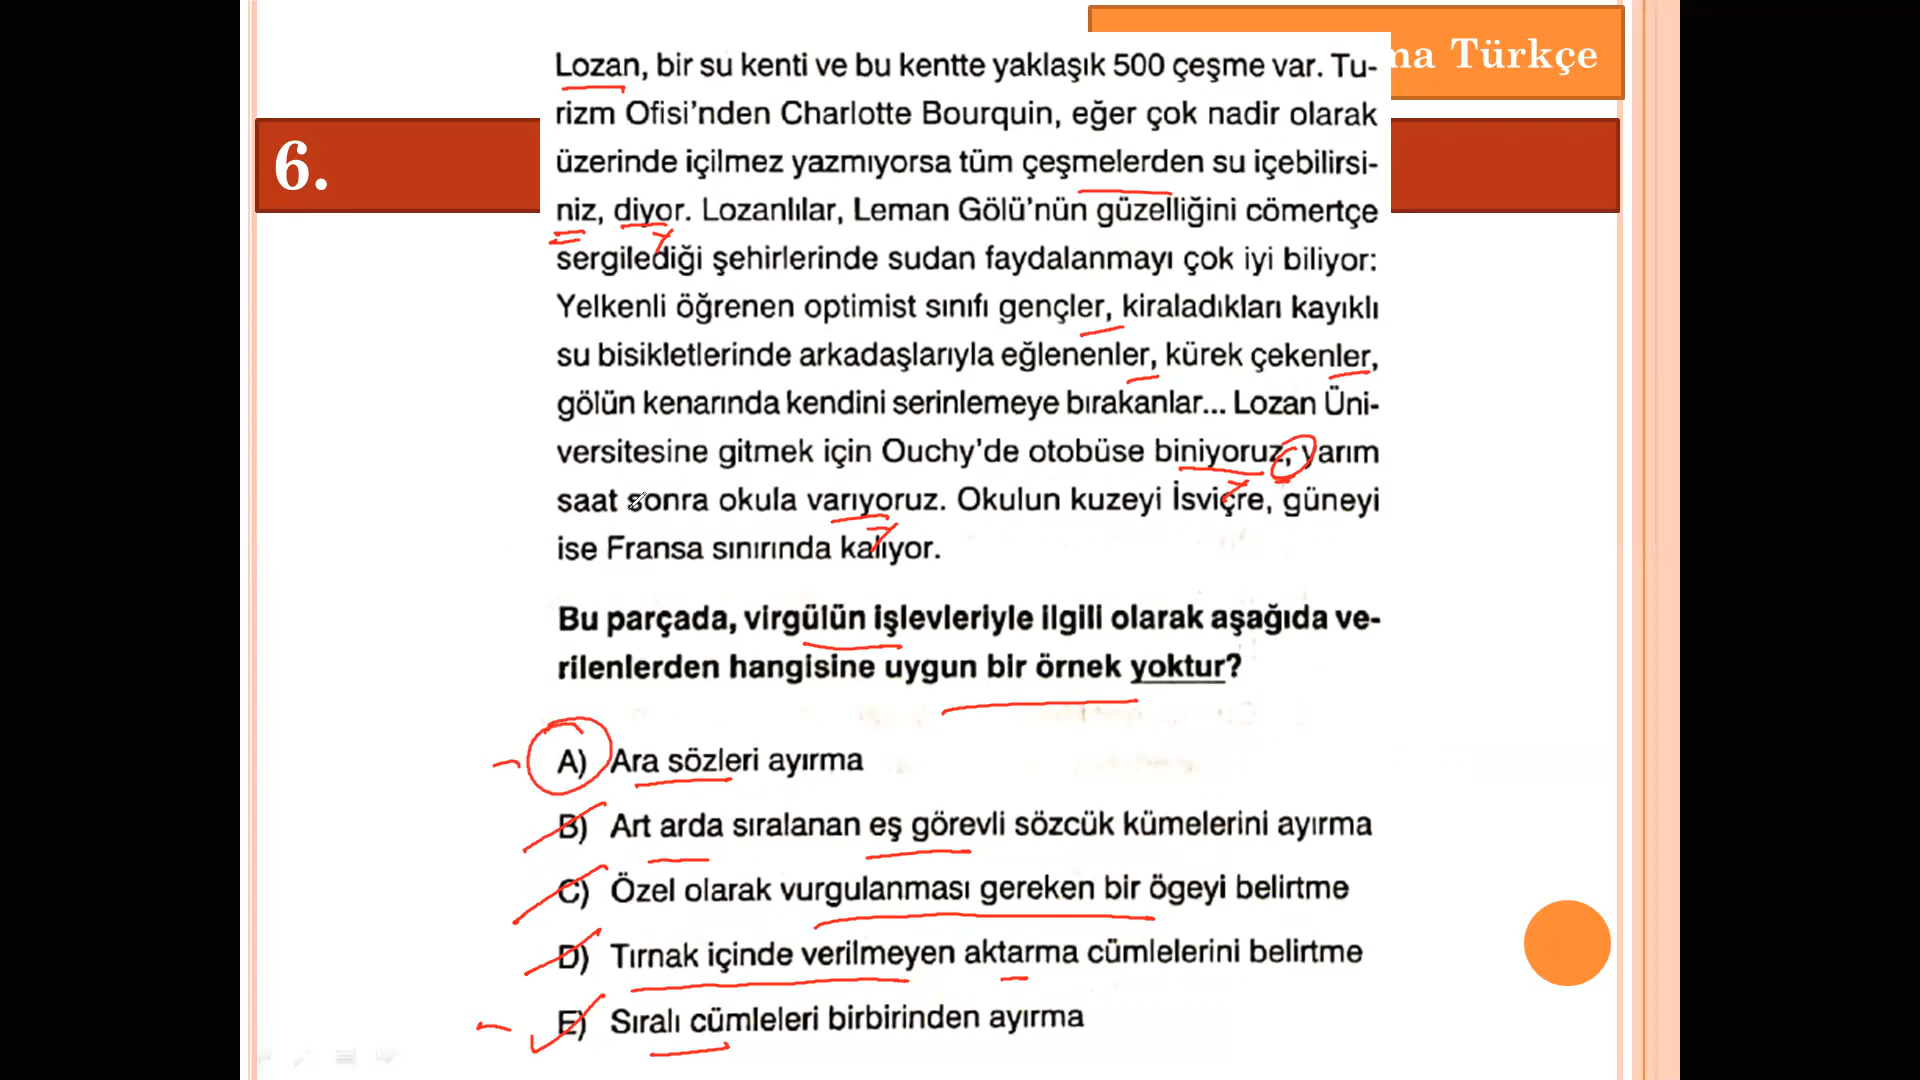 ma Türkçe
6.
Lozan, bir su kenti ve bu kentte yaklaşık 500 çeşme var. Tu-
rizm Ofisi'nden Charlotte Bourquin, eğer çok nadir olarak
üzerinde içilmez yazmıyorsa tüm çeşmelerden su içebilirsi-
niz, diyor. Lozanlılar, Leman Gölü'nün güzelliğini cömertçe
sergilediği şehirlerinde sudan faydalanmayı çok iyi biliyor:
Yelkenli öğrenen optimist sınıfı gençler, kiraladıkları kayıklı
su bisikletlerinde arkadaşlarıyla eğlenenler, kürek çekenler,
gölün kenarında kendini serinlemeye bırakanlar... Lozan Üni-
versitesine gitmek için Ouchy'de otobüse biniyoruz, yarım
saat sonra okula varıyoruz. Okulun kuzeyi İsviçre, güneyi
ise Fransa sınırında kalıyor.
Bu parçada, virgülün işlevleriyle ilgili olarak aşağıda ve-
rilenlerden hangisine uygun bir örnek yoktur?
A) Ara sözleri ayırma
B) Art arda sıralanan eş görevli sözcük kümelerini ayırma
C) Özel olarak vurgulanması gereken bir ögeyi belirtme
D) Tırnak içinde verilmeyen aktarma cümlelerini belirtme
E) Sıralı cümleleri birbirinden ayırma